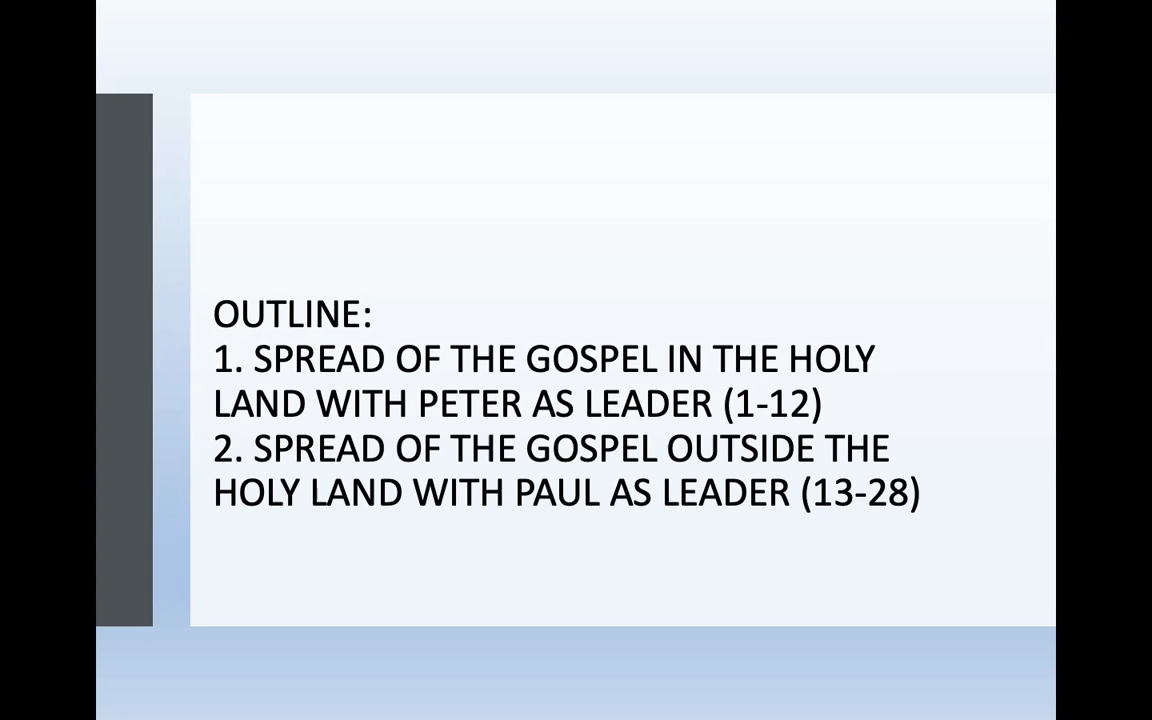 OUTLINE:
1. SPREAD OF THE GOSPEL IN THE HOLY
LAND WITH PETER AS LEADER (1-12)
2. SPREAD OF THE GOSPEL OUTSIDE THE
HOLY LAND WITH PAUL AS LEADER (13-28)